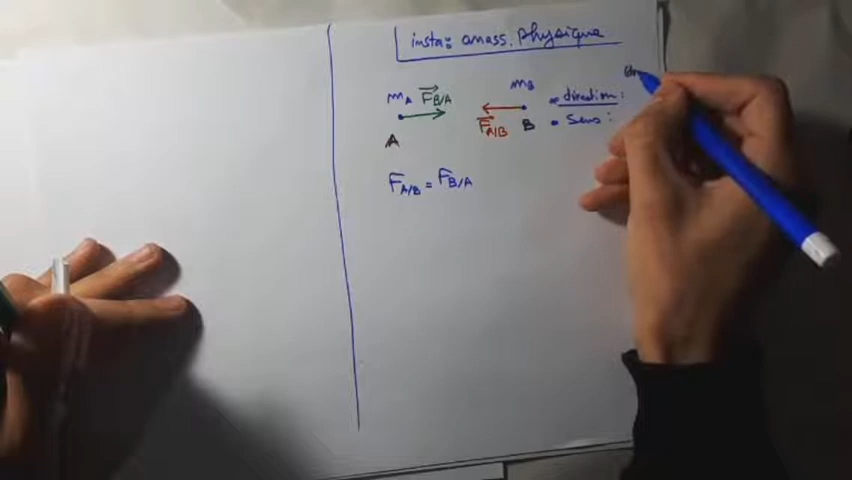 insta: amass.physique
mA F⃗B/A mB • direction:
F⃗A/B B • Sens:
A
FA/B = FB/A